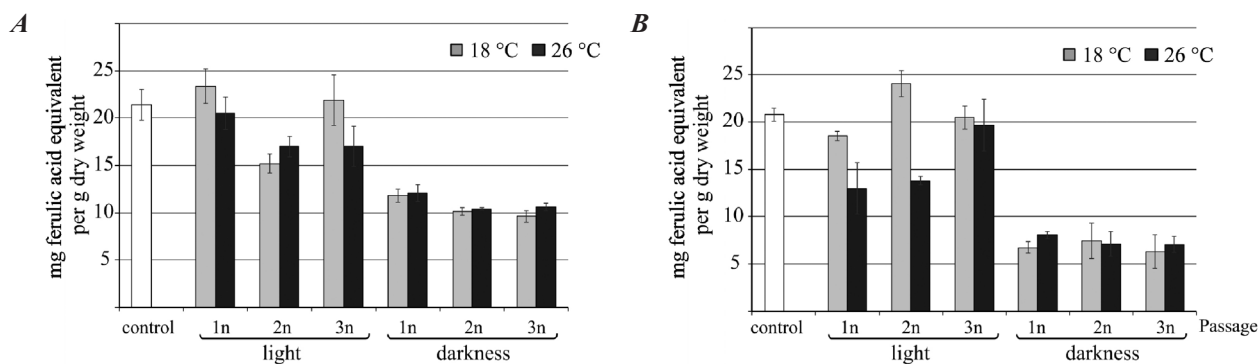 A
mg ferulic acid equivalent
per g dry weight
25
20
15
10
5
18 °C 26 °C
control 1n 2n 3n 1n 2n 3n
light darkness
B
mg ferulic acid equivalent
per g dry weight
25
20
15
10
5
18 °C 26 °C
control 1n 2n 3n 1n 2n 3n Passage
light darkness